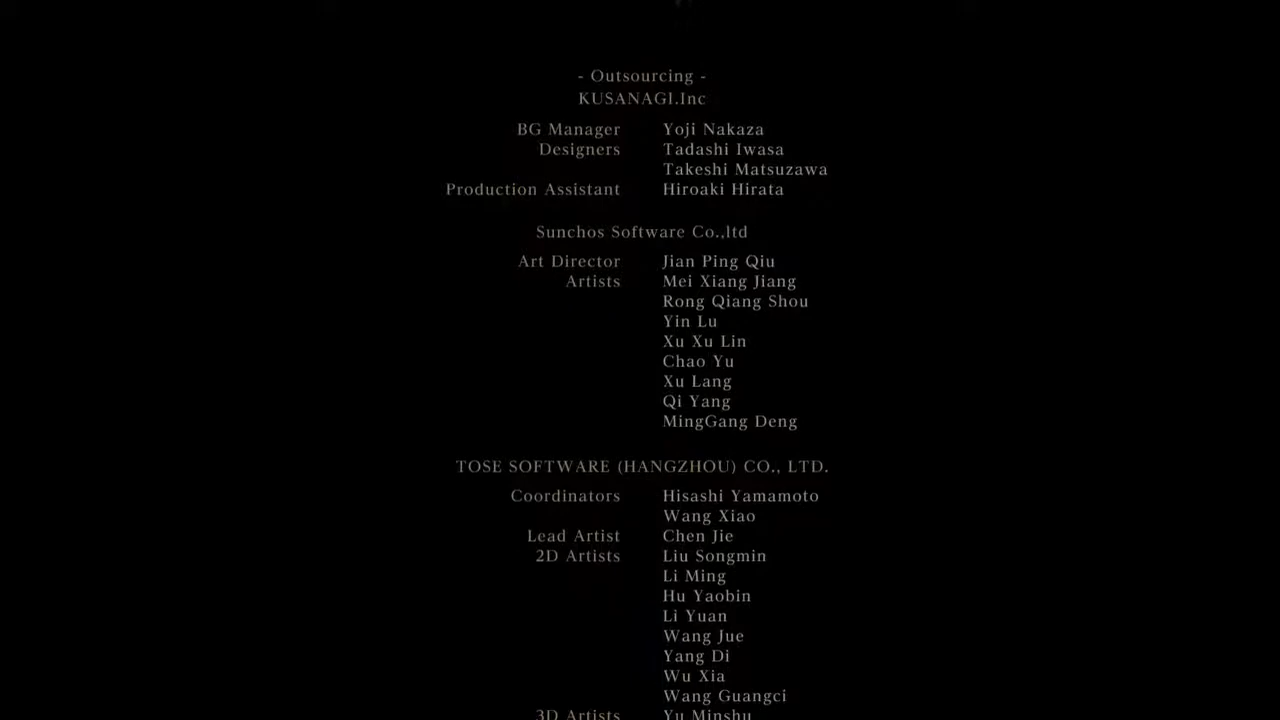 - Outsourcing -
KUSANAGI.Inc
BG Manager Yoji Nakaza
Designers Tadashi Iwasa
Takeshi Matsuzawa
Production Assistant Hiroaki Hirata
Sunchos Software Co.,ltd
Art Director Jian Ping Qiu
Artists Mei Xiang Jiang
Rong Qiang Shou
Yin Lu
Xu Xu Lin
Chao Yu
Xu Lang
Qi Yang
MingGang Deng
TOSE SOFTWARE (HANGZHOU) CO., LTD.
Coordinators Hisashi Yamamoto
Wang Xiao
Lead Artist Chen Jie
2D Artists Liu Songmin
Li Ming
Hu Yaobin
Li Yuan
Wang Jue
Yang Di
Wu Xia
Wang Guangci
3D Artists Yu Minshu